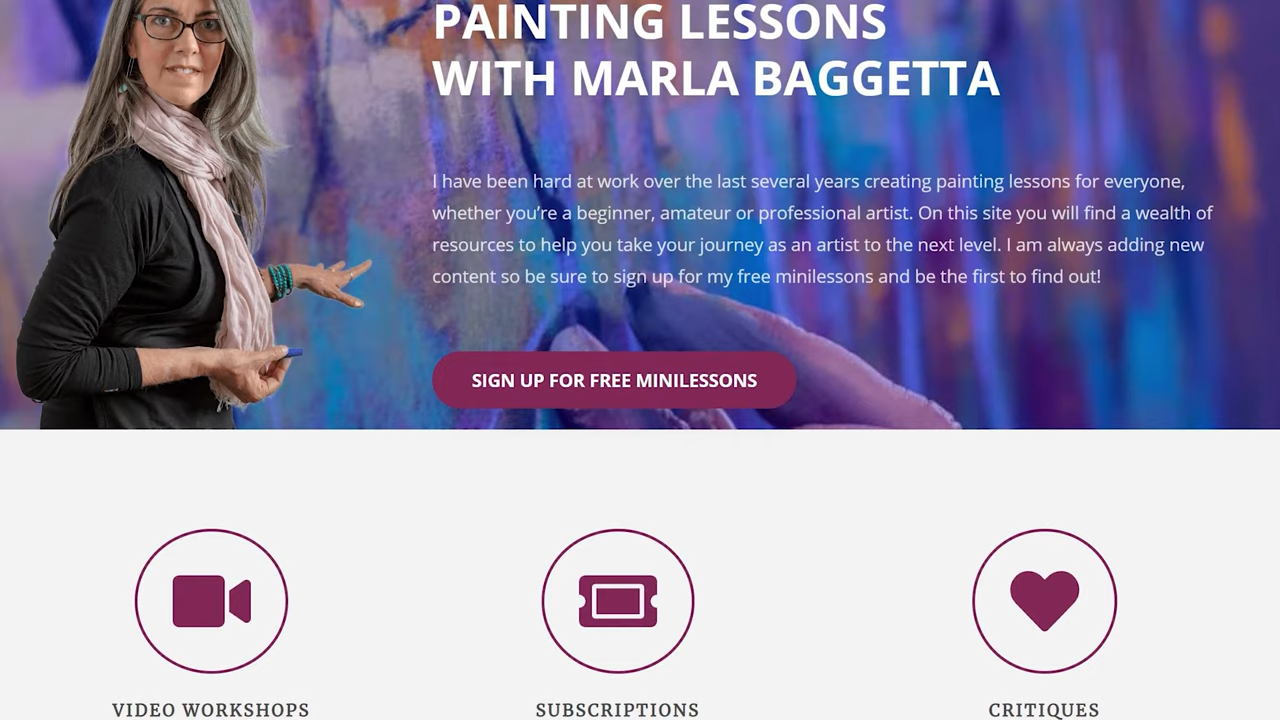 PAINTING LESSONS
WITH MARLA BAGGETTA
I have been hard at work over the last several years creating painting lessons for everyone,
whether you're a beginner, amateur or professional artist. On this site you will find a wealth of
resources to help you take your journey as an artist to the next level. I am always adding new
content so be sure to sign up for my free minilessons and be the first to find out!
SIGN UP FOR FREE MINILESSONS
VIDEO WORKSHOPS
SUBSCRIPTIONS
CRITIQUES